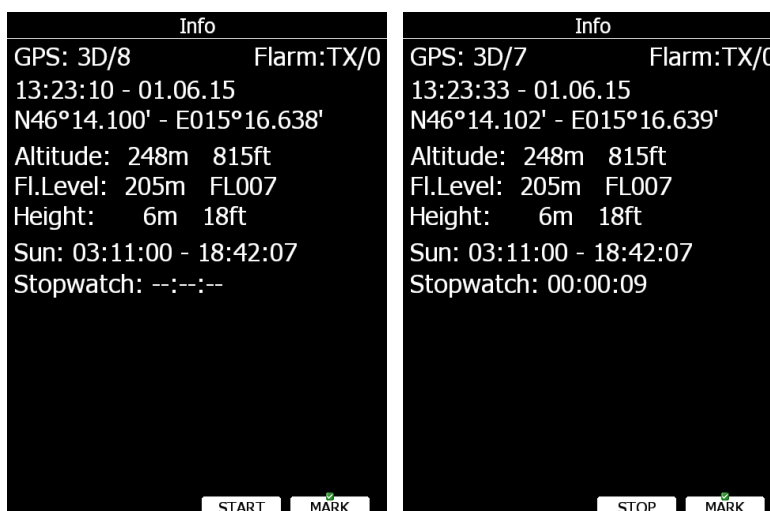 Info
GPS: 3D/8 Flarm:TX/0
13:23:10 - 01.06.15
N46°14.100' - E015°16.638'
Altitude: 248m 815ft
Fl.Level: 205m FL007
Height: 6m 18ft
Sun: 03:11:00 - 18:42:07
Stopwatch: --:--:--
START MARK
Info
GPS: 3D/7 Flarm:TX/0
13:23:33 - 01.06.15
N46°14.102' - E015°16.639'
Altitude: 248m 815ft
Fl.Level: 205m FL007
Height: 6m 18ft
Sun: 03:11:00 - 18:42:07
Stopwatch: 00:00:09
STOP MARK